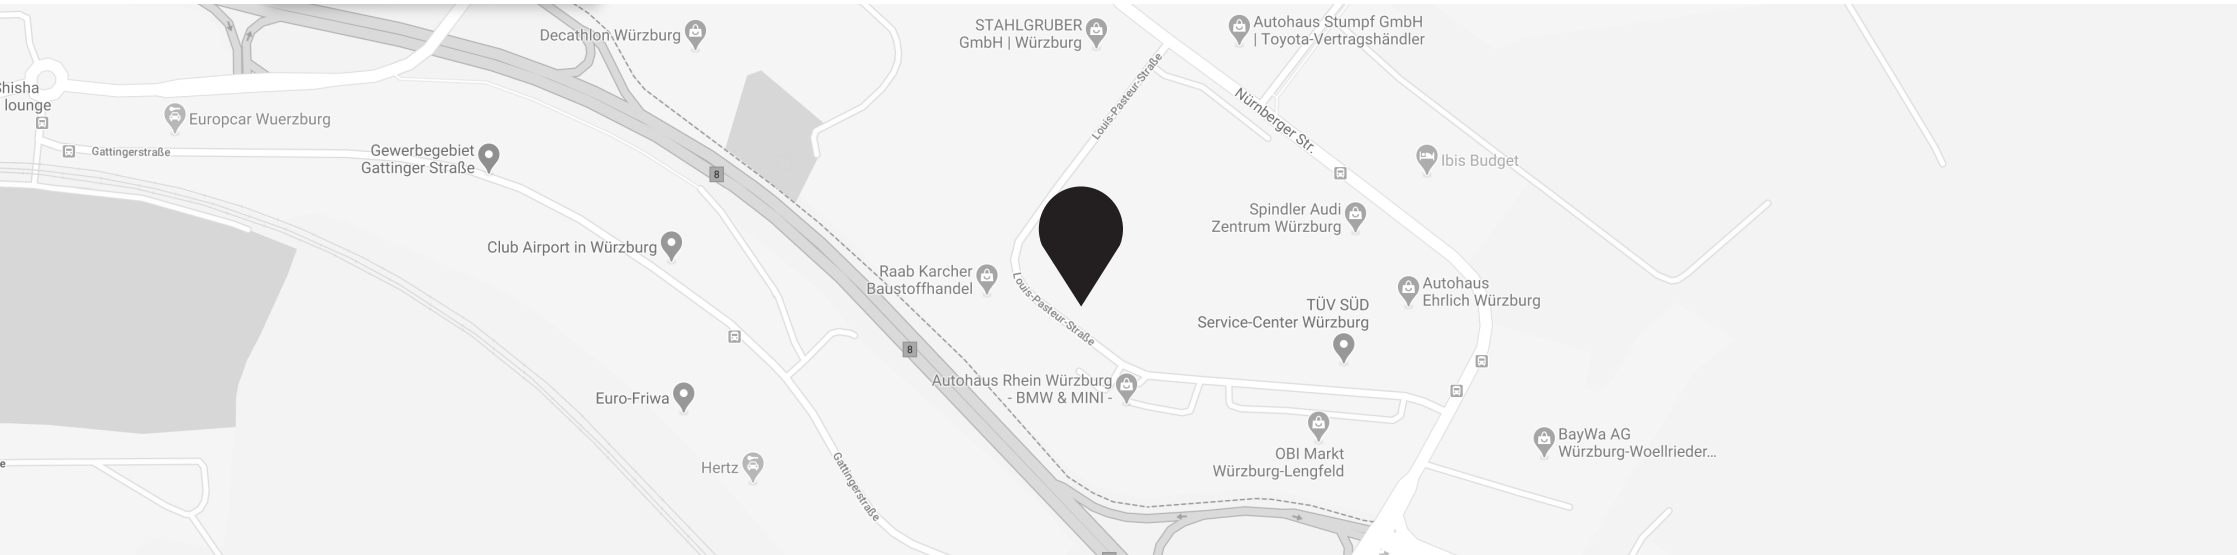 Decathlon Würzburg
STAHLGRUBER
GmbH | Würzburg
Autohaus Stumpf GmbH
| Toyota-Vertragshändler
Shisha
lounge
Europcar Wuerzburg
Gattingerstraße
Gewerbegebiet
Gattinger Straße
8
Louis-Pasteur-Straße
Nürnberger Str.
Ibis Budget
Spindler Audi
Zentrum Würzburg
Club Airport in Würzburg
Raab Karcher
Baustoffhandel
Louis-Pasteur-Straße
Autohaus
Ehrlich Würzburg
TÜV SÜD
Service-Center Würzburg
8
Autohaus Rhein Würzburg
- BMW & MINI -
Euro-Friwa
OBI Markt
Würzburg-Lengfeld
BayWa AG
Würzburg-Woellrieder...
Hertz
Gattingerstraße
e